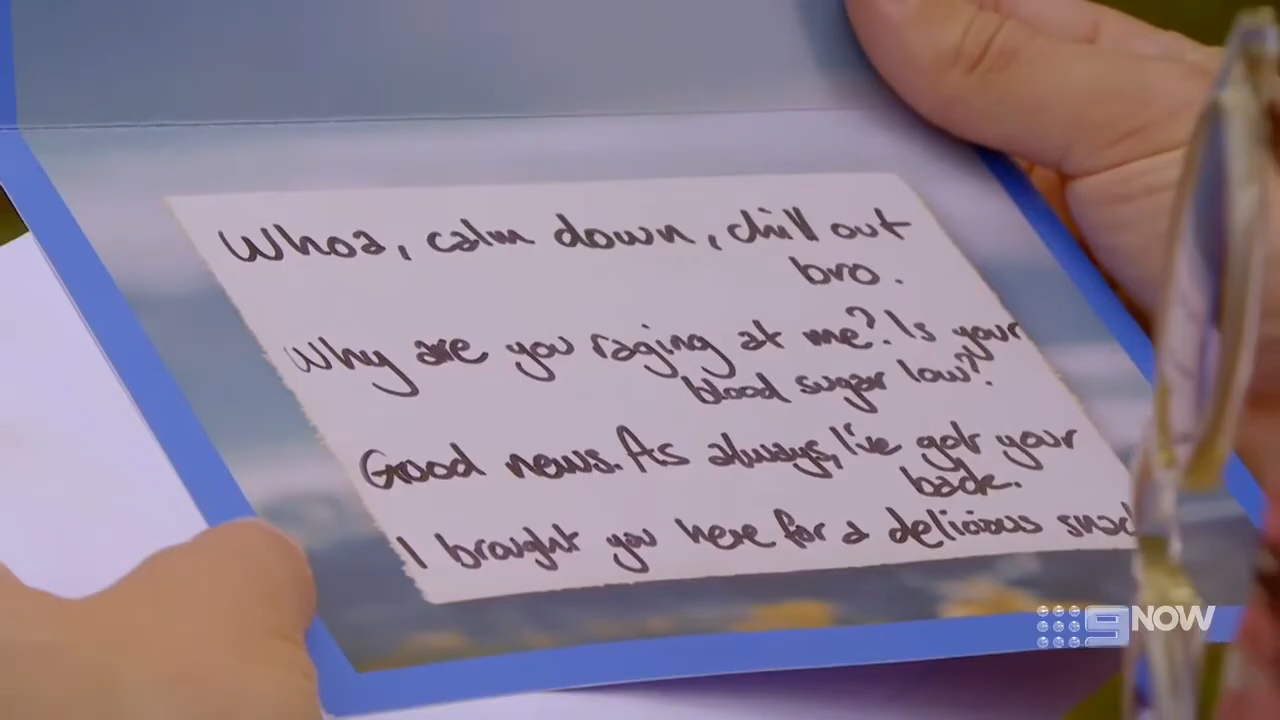 Whoa, calm down, chill out
bro.
Why are you raging at me? Is your
blood sugar low?
Good news. As always, I've got your
back.
I brought you here for a delicious
9NOW